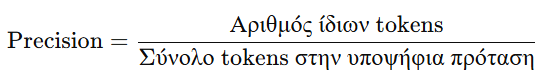 Precision = Αριθμός ίδιων tokens
Σύνολο tokens στην υποψήφια πρόταση